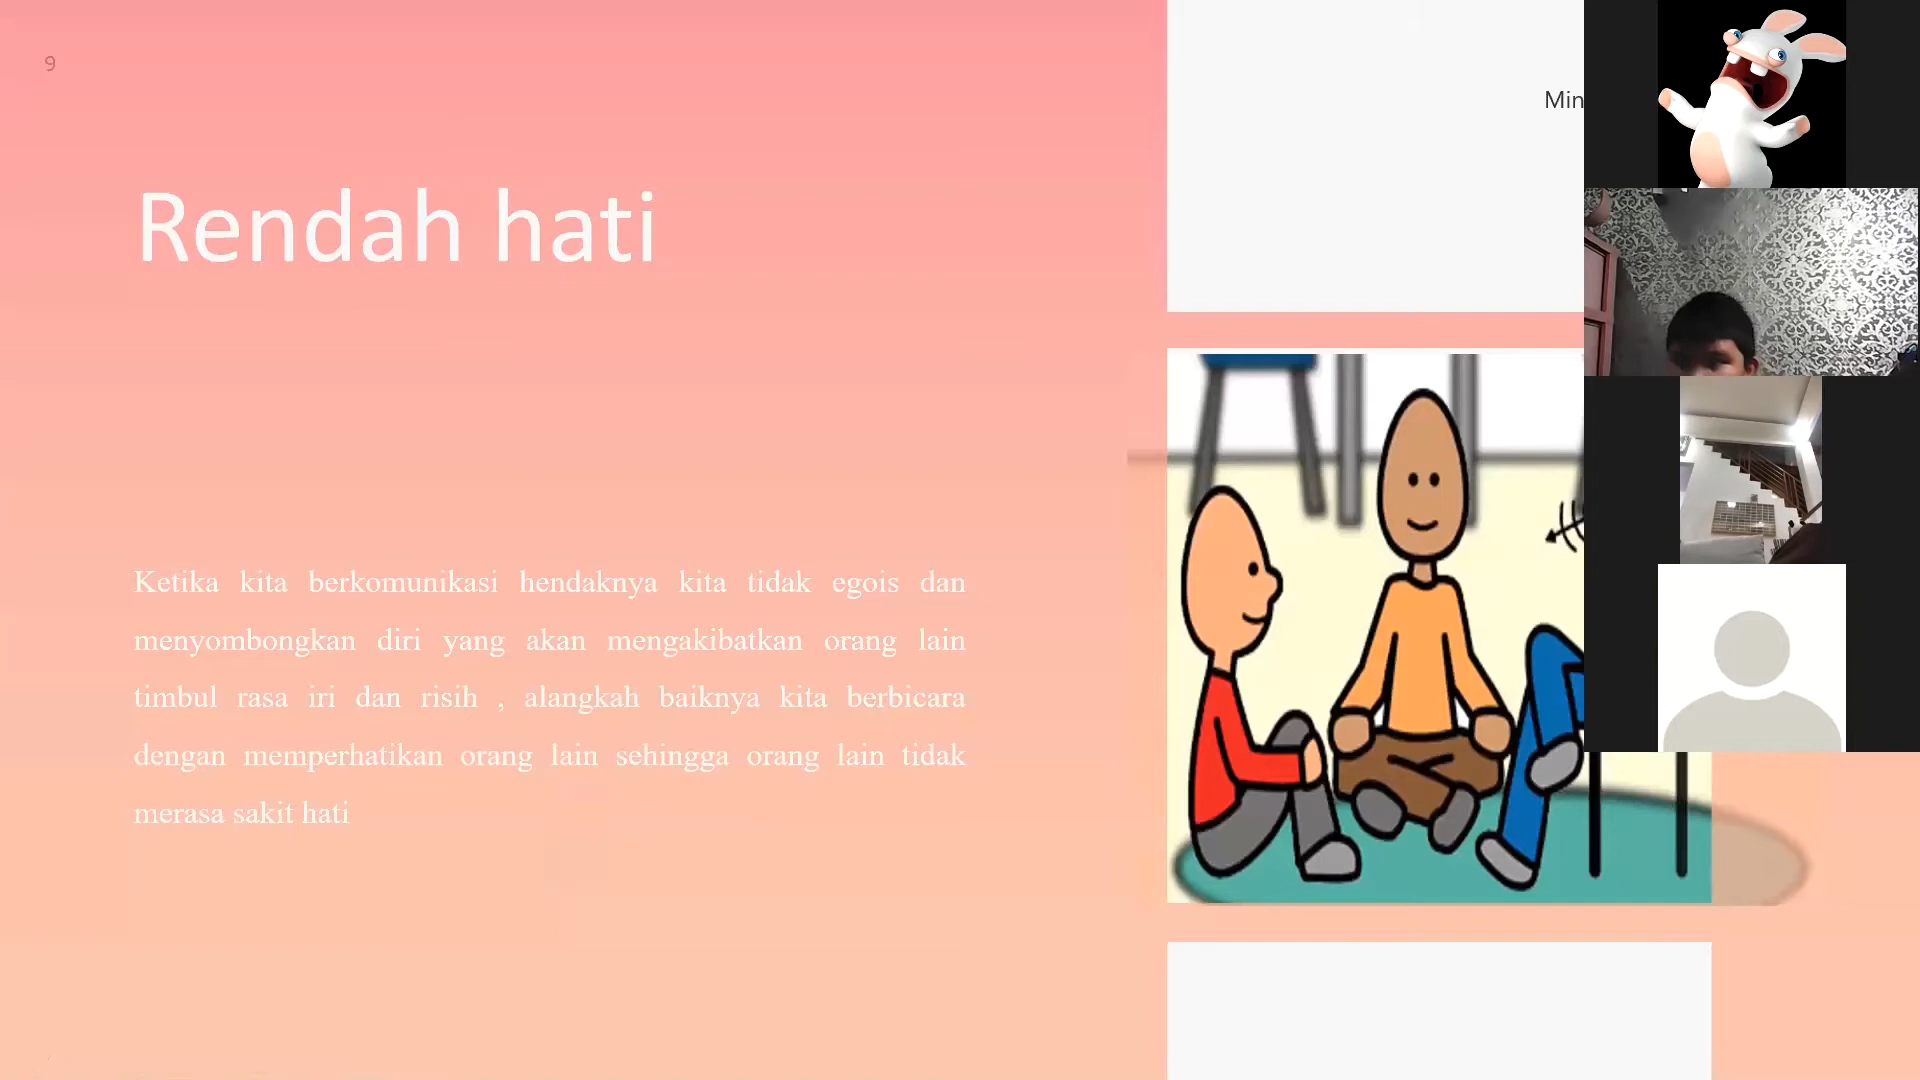 9
Rendah hati
Ketika kita berkomunikasi hendaknya kita tidak egois dan
menyombongkan diri yang akan mengakibatkan orang lain
timbul rasa iri dan risih , alangkah baiknya kita berbicara
dengan memperhatikan orang lain sehingga orang lain tidak
merasa sakit hati
Min